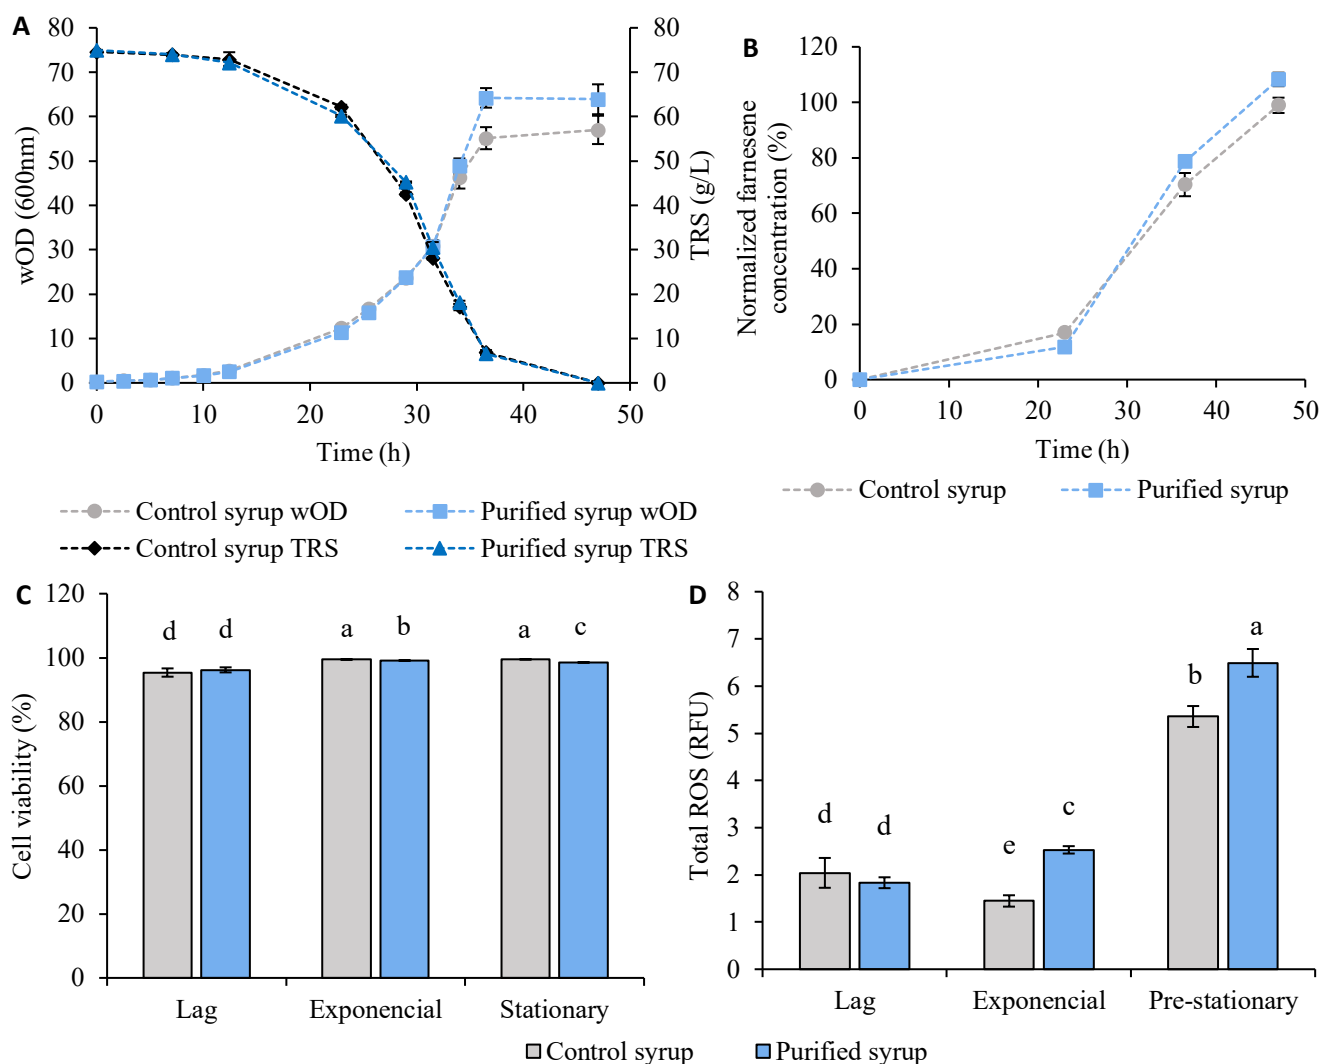 A
80
70
60
50
40
30
20
10
0
wOD (600nm)
80
70
60
50
40
30
20
10
0
TRS (g/L)
0 10 20 30 40 50
Time (h)
Control syrup wOD Purified syrup wOD
Control syrup TRS Purified syrup TRS
B
120
100
80
60
40
20
0
Normalized farnesene
concentration (%)
0 10 20 30 40 50
Time (h)
Control syrup Purified syrup
C
120
100
80
60
40
20
0
Cell viability (%)
d d a b a c
Lag Exponencial Stationary
D
8
7
6
5
4
3
2
1
0
Total ROS (RFU)
d d e c b a
Lag Exponencial Pre-stationary
Control syrup Purified syrup